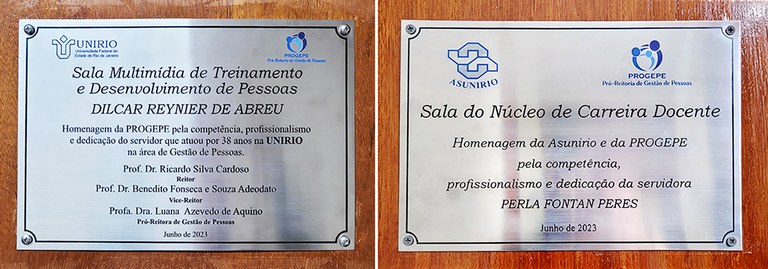 UNIRIO
Universidade Federal do
Estado do Rio de Janeiro
PROGEPE
Pró-Reitoria de Gestão de Pessoas
Sala Multimídia de Treinamento
e Desenvolvimento de Pessoas
DILCAR REYNIER DE ABREU
Homenagem da PROGEPE pela competência, profissionalismo
e dedicação do servidor que atuou por 38 anos na UNIRIO
na área de Gestão de Pessoas.
Prof. Dr. Ricardo Silva Cardoso
Reitor
Prof. Dr. Benedito Fonseca e Souza Adeodato
Vice-Reitor
Profa. Dra. Luana Azevedo de Aquino
Pró-Reitora de Gestão de Pessoas
Junho de 2023
ASUNIRIO
PROGEPE
Pró-Reitoria de Gestão de Pessoas
Sala do Núcleo de Carreira Docente
Homenagem da Asunirio e da PROGEPE
pela competência,
profissionalismo e dedicação da servidora
PERLA FONTAN PERES
Junho de 2023